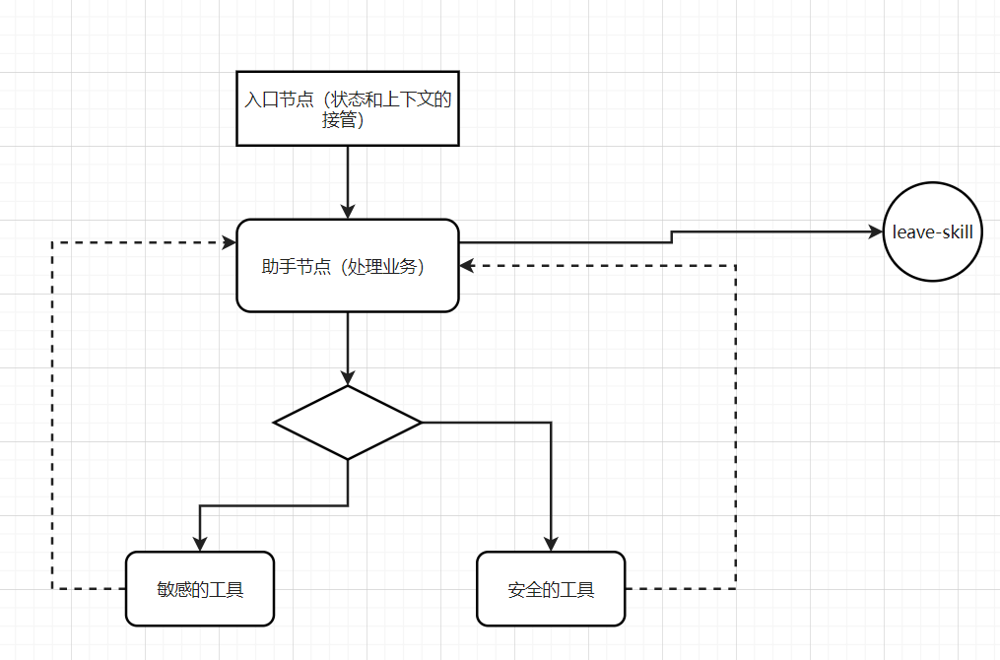 入口节点（状态和上下文的
接管）
leave-skill
助手节点（处理业务）
敏感的工具
安全的工具